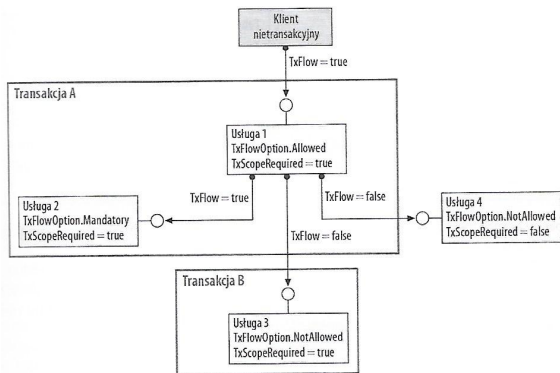 Klient
nietransakcyjny
TxFlow = true
Transakcja A
Usługa 1
TxFlowOption.Allowed
TxScopeRequired = true
TxFlow = true
TxFlow = false
Usługa 2
TxFlowOption.Mandatory
TxScopeRequired = true
Usługa 4
TxFlowOption.NotAllowed
TxScopeRequired = false
TxFlow = false
Transakcja B
Usługa 3
TxFlowOption.NotAllowed
TxScopeRequired = true